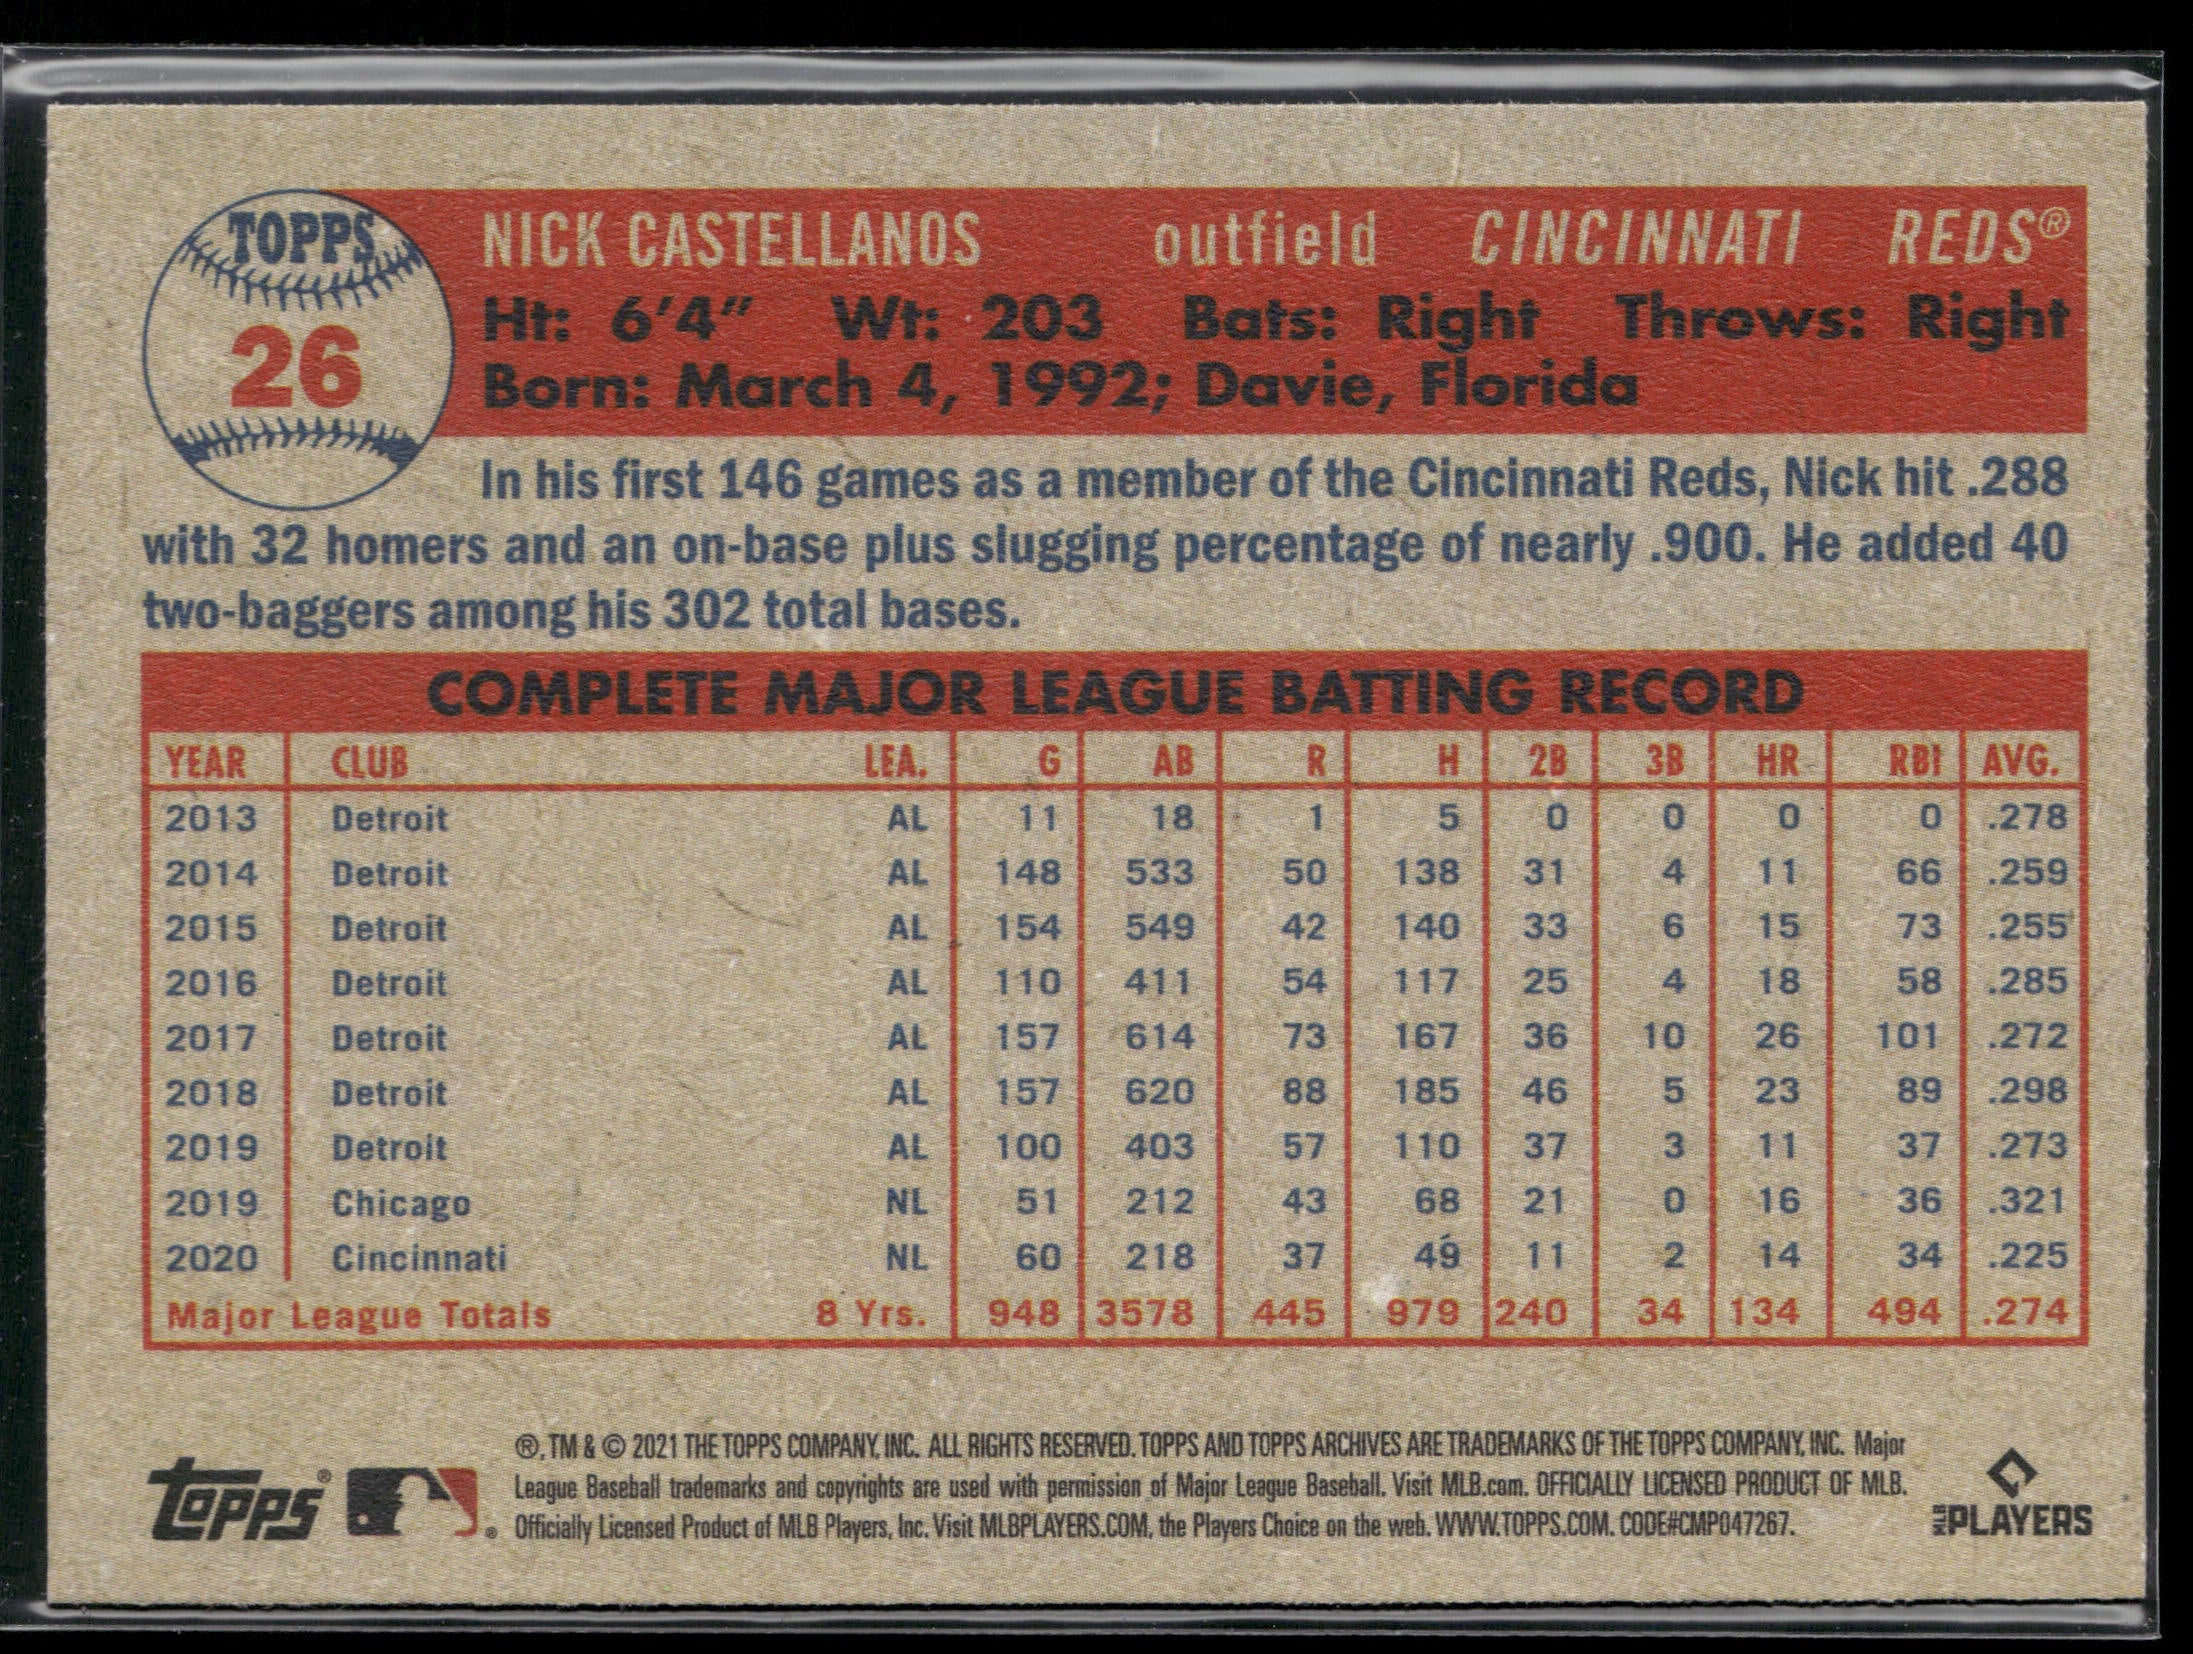 TOPPS
26
NICK CASTELLANOS outfield CINCINNATI REDS®
Ht: 6'4" Wt: 203 Bats: Right Throws: Right
Born: March 4, 1992; Davie, Florida
In his first 146 games as a member of the Cincinnati Reds, Nick hit .288
with 32 homers and an on-base plus slugging percentage of nearly .900. He added 40
two-baggers among his 302 total bases.
COMPLETE MAJOR LEAGUE BATTING RECORD
YEAR CLUB LEA. G AB R H 2B 3B HR RBI AVG.
2013 Detroit AL 11 18 1 5 0 0 0 0 .278
2014 Detroit AL 148 533 50 138 31 4 11 66 .259
2015 Detroit AL 154 549 42 140 33 6 15 73 .255
2016 Detroit AL 110 411 54 117 25 4 18 58 .285
2017 Detroit AL 157 614 73 167 36 10 26 101 .272
2018 Detroit AL 157 620 88 185 46 5 23 89 .298
2019 Detroit AL 100 403 57 110 37 3 11 37 .273
2019 Chicago NL 51 212 43 68 21 0 16 36 .321
2020 Cincinnati NL 60 218 37 49 11 2 14 34 .225
Major League Totals 8 Yrs. 948 3578 445 979 240 34 134 494 .274
®, TM & © 2021 THE TOPPS COMPANY, INC. ALL RIGHTS RESERVED. TOPPS AND TOPPS ARCHIVES ARE TRADEMARKS OF THE TOPPS COMPANY, INC. Major
League Baseball trademarks and copyrights are used with permission of Major League Baseball. Visit MLB.com. OFFICIALLY LICENSED PRODUCT OF MLB.
Officially Licensed Product of MLB Players, Inc. Visit MLBPLAYERS.COM, the Players Choice on the web. WWW.TOPPS.COM. CODE#CMP047267.
Topps®
®
MLB PLAYERS